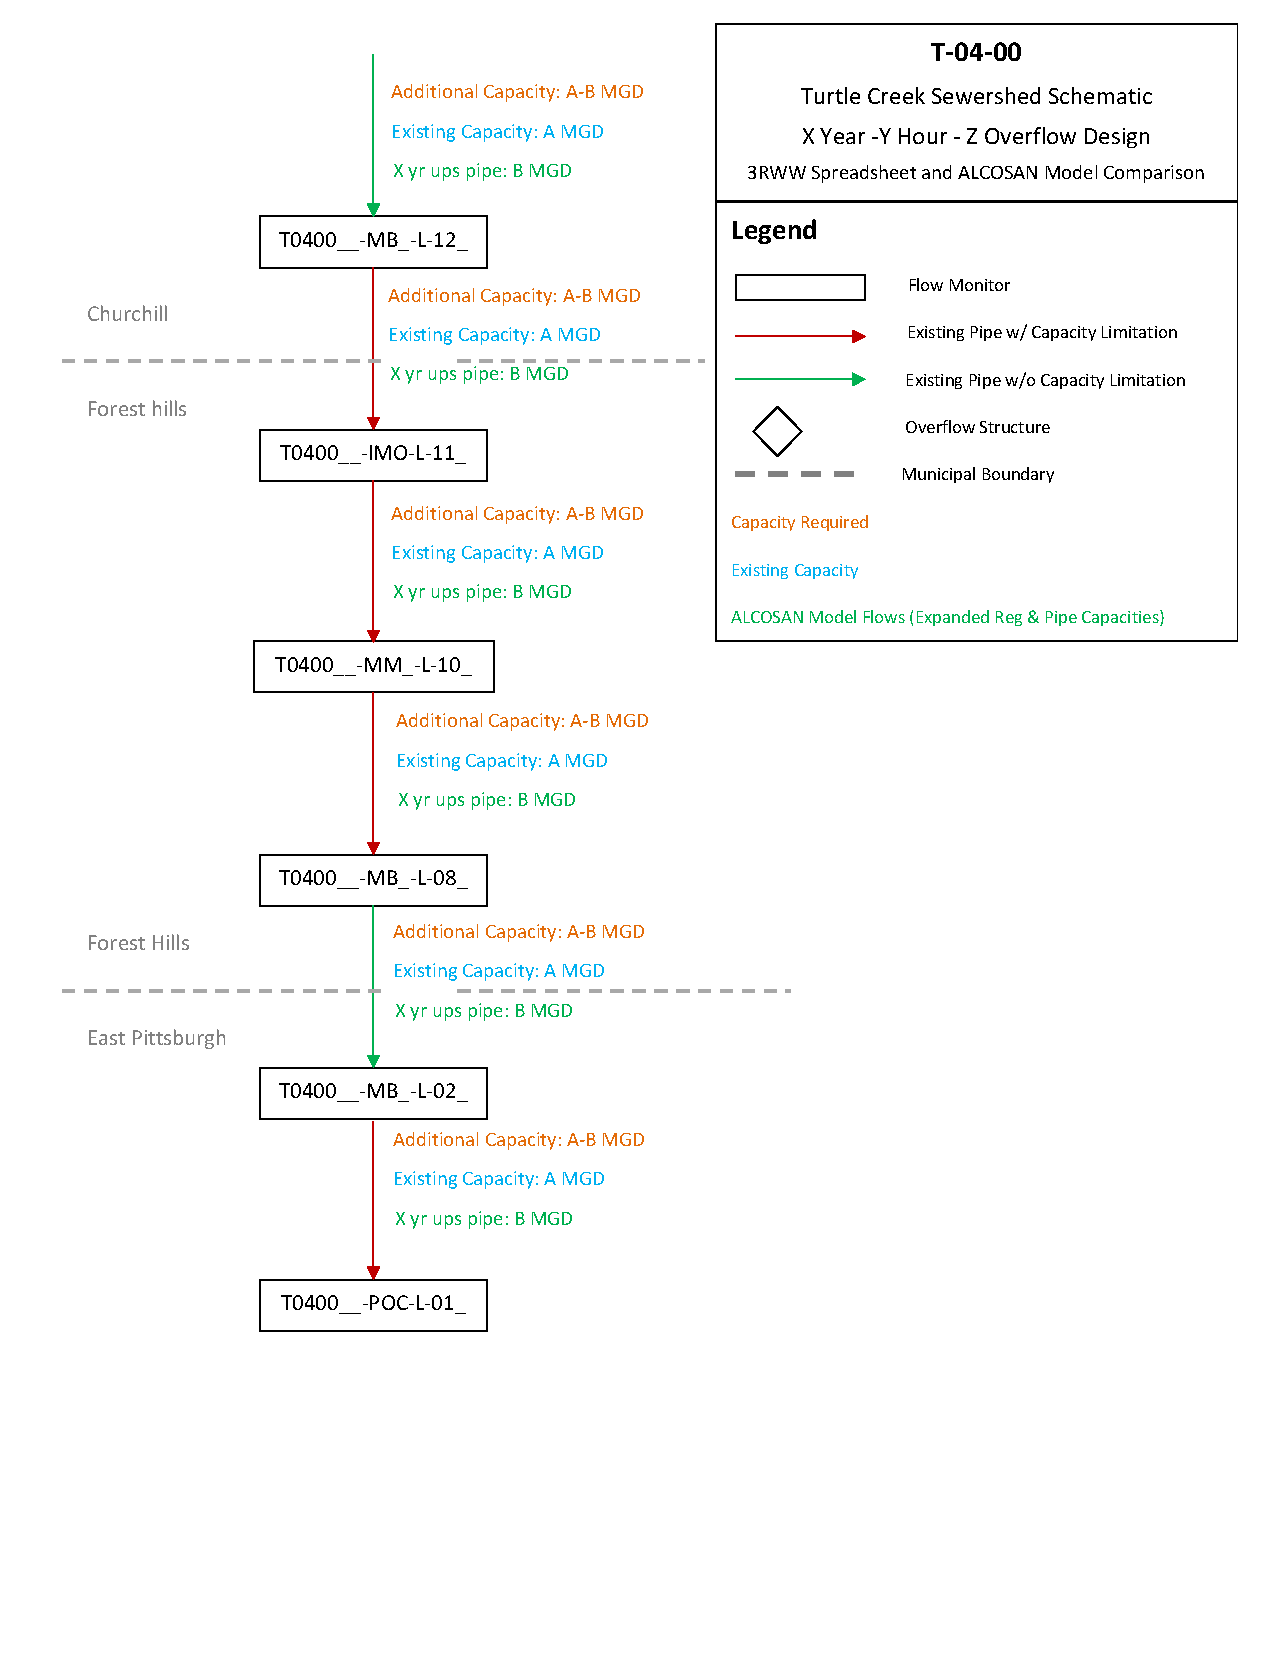 T-04-00
Turtle Creek Sewershed Schematic
X Year -Y Hour - Z Overflow Design
3RWW Spreadsheet and ALCOSAN Model Comparison
Legend
Flow Monitor
Existing Pipe w/ Capacity Limitation
Existing Pipe w/o Capacity Limitation
Overflow Structure
Municipal Boundary
Capacity Required
Existing Capacity
ALCOSAN Model Flows (Expanded Reg & Pipe Capacities)
Additional Capacity: A-B MGD
Existing Capacity: A MGD
X yr ups pipe: B MGD
T0400__-MB_-L-12_
Additional Capacity: A-B MGD
Churchill
Existing Capacity: A MGD
X yr ups pipe: B MGD
Forest hills
T0400__-IMO-L-11_
Additional Capacity: A-B MGD
Existing Capacity: A MGD
X yr ups pipe: B MGD
T0400__-MM_-L-10_
Additional Capacity: A-B MGD
Existing Capacity: A MGD
X yr ups pipe: B MGD
T0400__-MB_-L-08_
Additional Capacity: A-B MGD
Forest Hills
Existing Capacity: A MGD
X yr ups pipe: B MGD
East Pittsburgh
T0400__-MB_-L-02_
Additional Capacity: A-B MGD
Existing Capacity: A MGD
X yr ups pipe: B MGD
T0400__-POC-L-01_